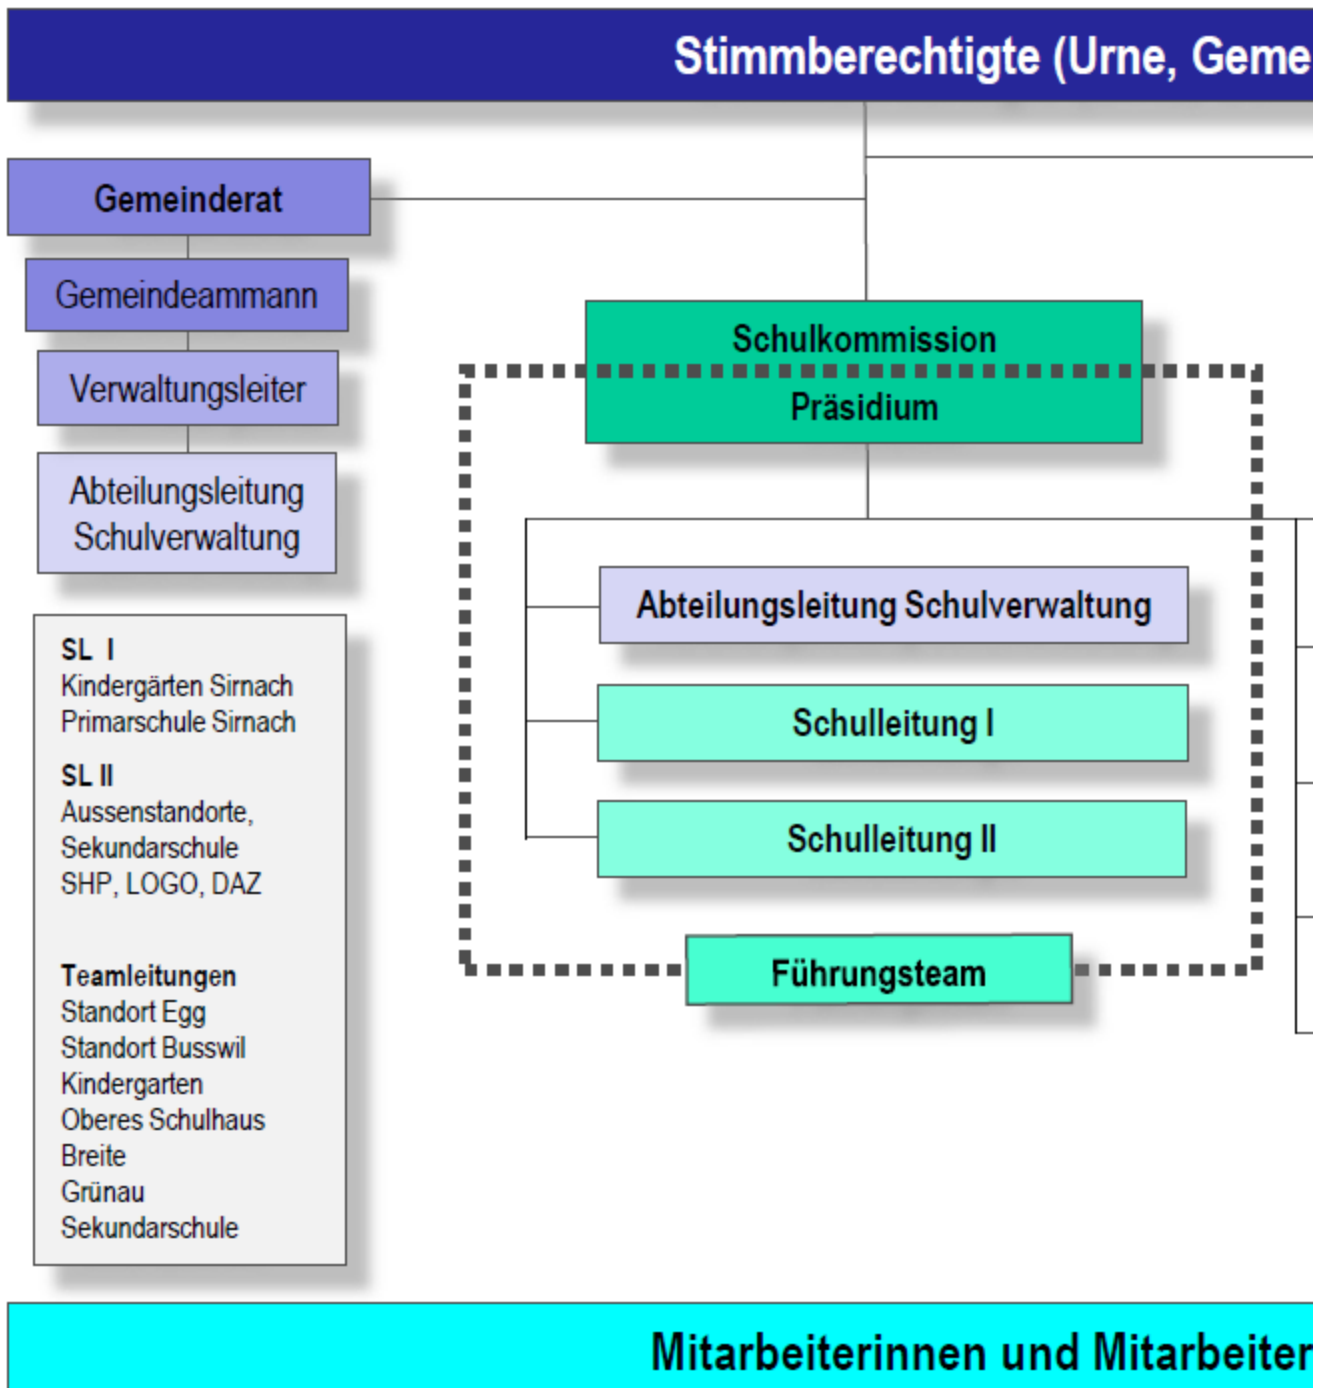 Stimmberechtigte (Urne, Geme
Gemeinderat
Gemeindeammann
Verwaltungsleiter
Abteilungsleitung
Schulverwaltung
Schulkommission
Präsidium
Abteilungsleitung Schulverwaltung
Schulleitung I
Schulleitung II
Führungsteam
SL I
Kindergärten Sirnach
Primarschule Sirnach
SL II
Aussenstandorte,
Sekundarschule
SHP, LOGO, DAZ
Teamleitungen
Standort Egg
Standort Busswil
Kindergarten
Oberes Schulhaus
Breite
Grünau
Sekundarschule
Mitarbeiterinnen und Mitarbeiter